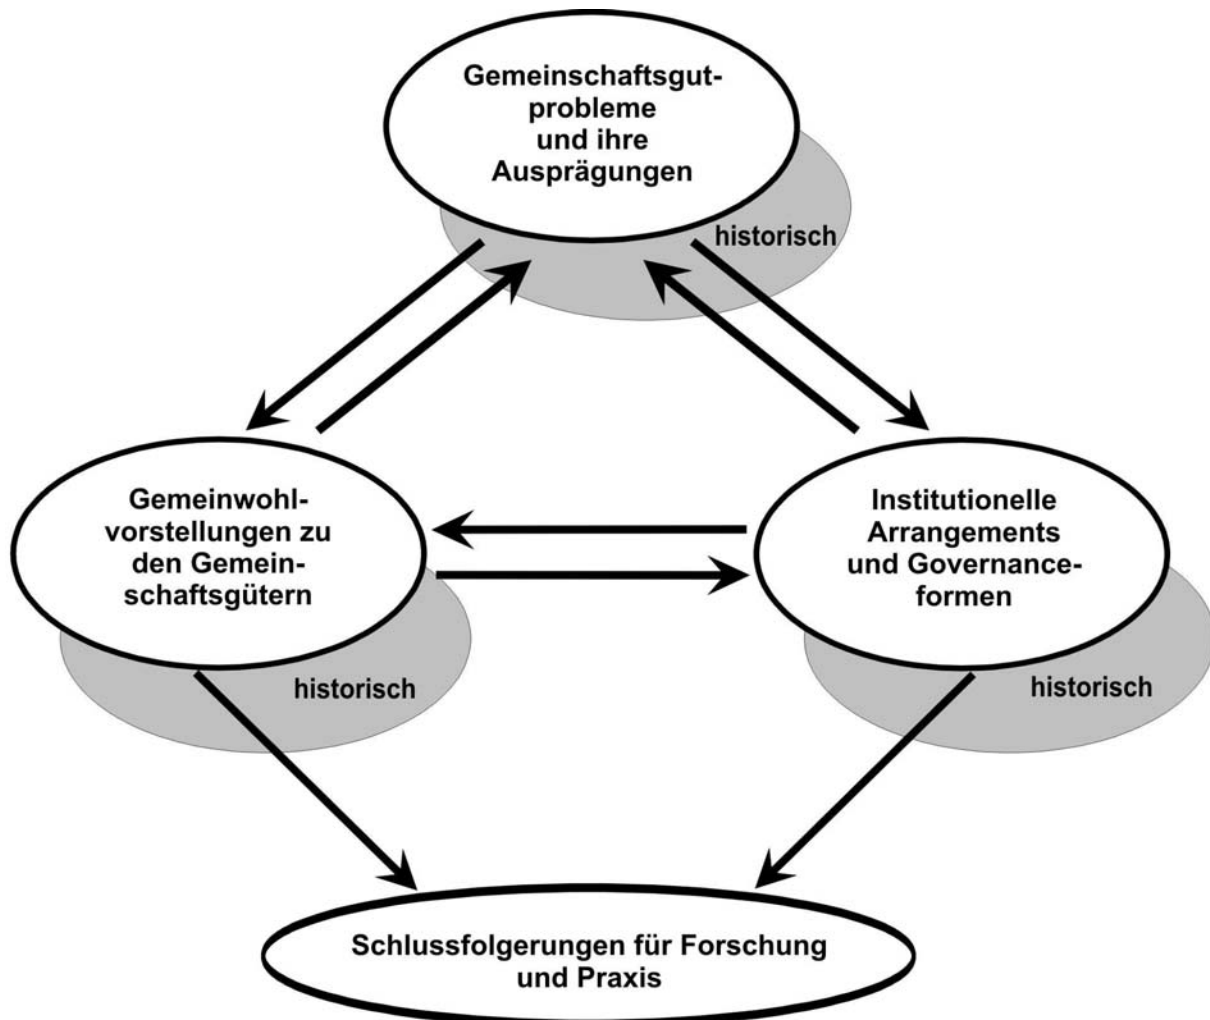 Gemeinschaftsgut-
probleme
und ihre
Ausprägungen
historisch
Gemeinwohl-
vorstellungen zu
den Gemein-
schaftsgütern
historisch
Institutionelle
Arrangements
und Governance-
formen
historisch
Schlussfolgerungen für Forschung
und Praxis